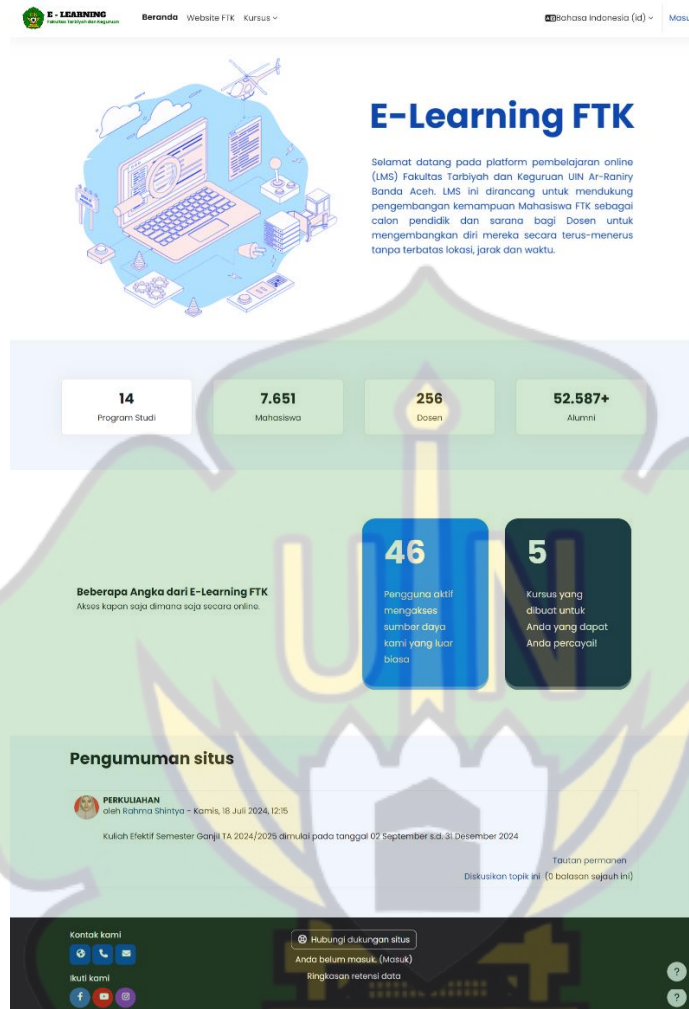 E - LEARNING
Fakultas Tarbiyah dan Keguruan
Beranda Website FTK Kursus
Bahasa Indonesia (id)
Masu
E-Learning FTK
Selamat datang pada platform pembelajaran online
(LMS) Fakultas Tarbiyah dan Keguruan UIN Ar-Raniry
Banda Aceh. LMS ini dirancang untuk mendukung
pengembangan kemampuan Mahasiswa FTK sebagai
calon pendidik dan sarana bagi Dosen untuk
mengembangkan diri mereka secara terus-menerus
tanpa terbatas lokasi, jarak dan waktu.
14
Program Studi
7.651
Mahasiswa
256
Dosen
52.587+
Alumni
Beberapa Angka dari E-Learning FTK
Akses kapan saja dimana saja secara online.
46
Pengguna aktif
mengakses
sumber daya
kami yang luar
biasa
5
Kursus yang
dibuat untuk
Anda yang dapat
Anda percayai!
UIN
Pengumuman situs
PERKULIAHAN
oleh Rahma Shintya - Kamis, 18 Juli 2024, 12:15
Kuliah Efektif Semester Ganjil TA 2024/2025 dimulai pada tanggal 02 September s.d. 31 Desember 2024
Tautan permanen
Diskusikan topik ini (0 balasan sejauh ini)
Kontak kami
Ikuti kami
Hubungi dukungan situs
Anda belum masuk. (Masuk)
Ringkasan retensi data
?
?